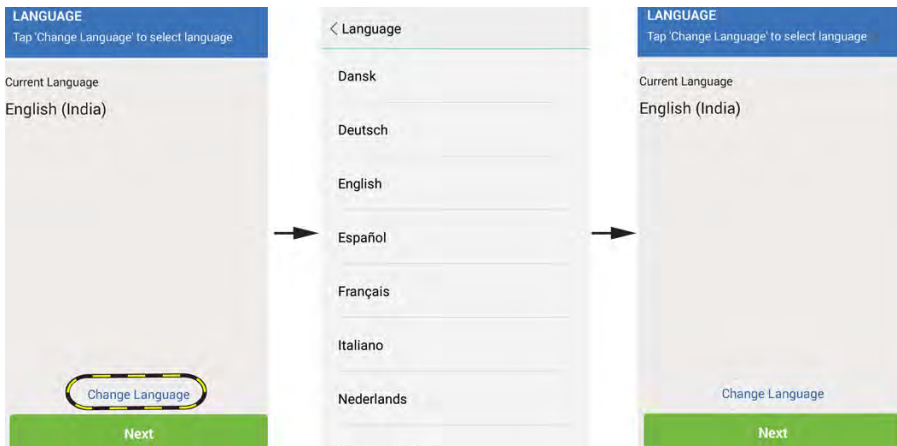 LANGUAGE
Tap 'Change Language' to select language
Current Language
English (India)
Change Language
Next
< Language
Dansk
Deutsch
English
Español
Français
Italiano
Nederlands
LANGUAGE
Tap 'Change Language' to select language
Current Language
English (India)
Change Language
Next